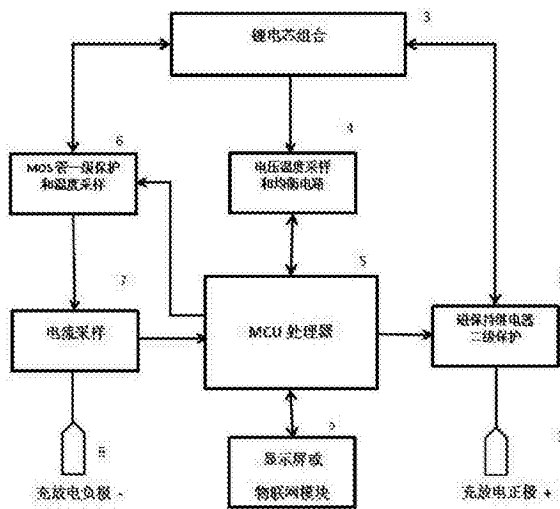 3
锂电芯组合
4
6
MOS管一级保护
和温度采样
电压温度采样
和均衡电路
5
7
电流采样
MCU 处理器
磁保持继电器
二级保护
8
显示屏或
物联网模块
充放电负极 -
充放电正极 +